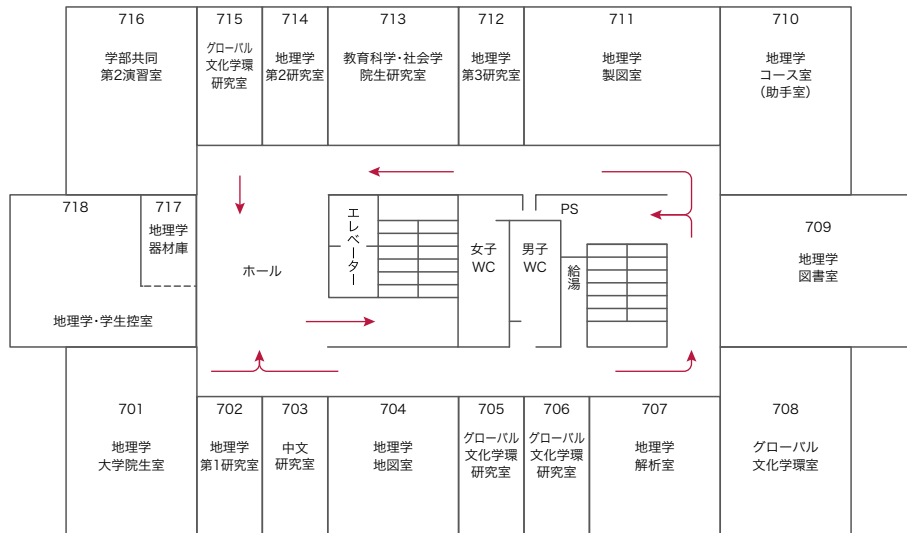 716
学部共同
第2演習室
715
グローバル
文化学環
研究室
714
地理学
第2研究室
713
教育科学・社会学
院生研究室
712
地理学
第3研究室
711
地理学
製図室
710
地理学
コース室
（助手室）
718
地理学・学生控室
717
地理学
器材庫
ホール
エレベーター
女子
WC
男子
WC
PS
給湯
709
地理学
図書室
701
地理学
大学院生室
702
地理学
第1研究室
703
中文
研究室
704
地理学
地図室
705
グローバル
文化学環
研究室
706
グローバル
文化学環
研究室
707
地理学
解析室
708
グローバル
文化学環室